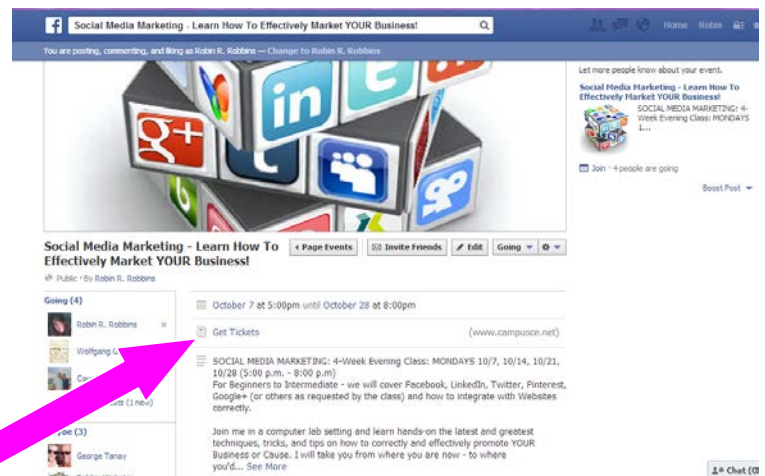 Social Media Marketing - Learn How To Effectively Market YOUR Business!
Home Robin
You are posting, commenting, and liking as Robin R. Robbins — Change to Robin R. Robbins
in
g+
Let more people know about your event.
Social Media Marketing - Learn How To
Effectively Market YOUR Business!
SOCIAL MEDIA MARKETING: 4-
Week Evening Class: MONDAYS
1...
Join · 4 people are going
Boost Post
Social Media Marketing - Learn How To
Effectively Market YOUR Business!
Page Events
Invite Friends
Edit
Going
Public · By Robin R. Robbins
Going (4)
Robin R. Robbins
Wolfgang
(1 new)
(3)
George Tanay
October 7 at 5:00pm until October 28 at 8:00pm
Get Tickets (www.campusce.net)
SOCIAL MEDIA MARKETING: 4-Week Evening Class: MONDAYS 10/7, 10/14, 10/21,
10/28 (5:00 p.m. - 8:00 p.m)
For Beginners to Intermediate - we will cover Facebook, LinkedIn, Twitter, Pinterest,
Google+ (or others as requested by the class) and how to integrate with Websites
correctly.
Join me in a computer lab setting and learn hands-on the latest and greatest
techniques, tricks, and tips on how to correctly and effectively promote YOUR
Business or Cause. I will take you from where you are now - to where
you'd... See More
Chat